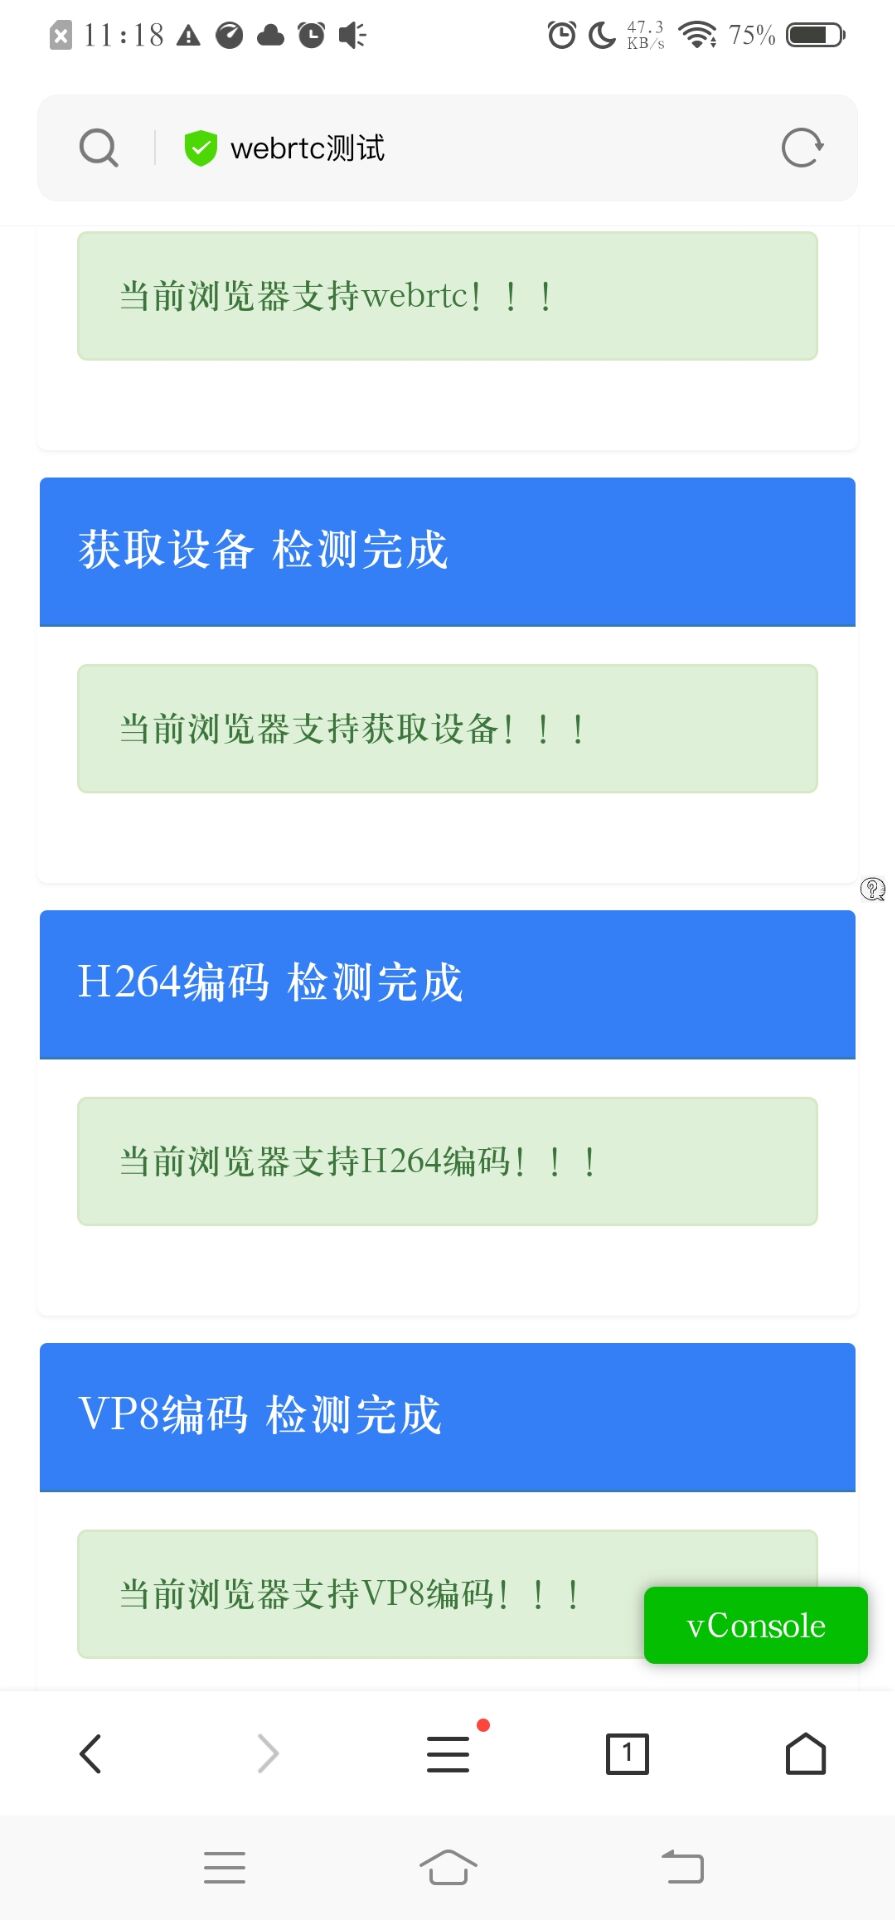 11:18
47.3
KB/s
75%
webrtc测试
当前浏览器支持webrtc！！！
获取设备 检测完成
当前浏览器支持获取设备！！！
H264编码 检测完成
当前浏览器支持H264编码！！！
VP8编码 检测完成
当前浏览器支持VP8编码！！！
vConsole
1